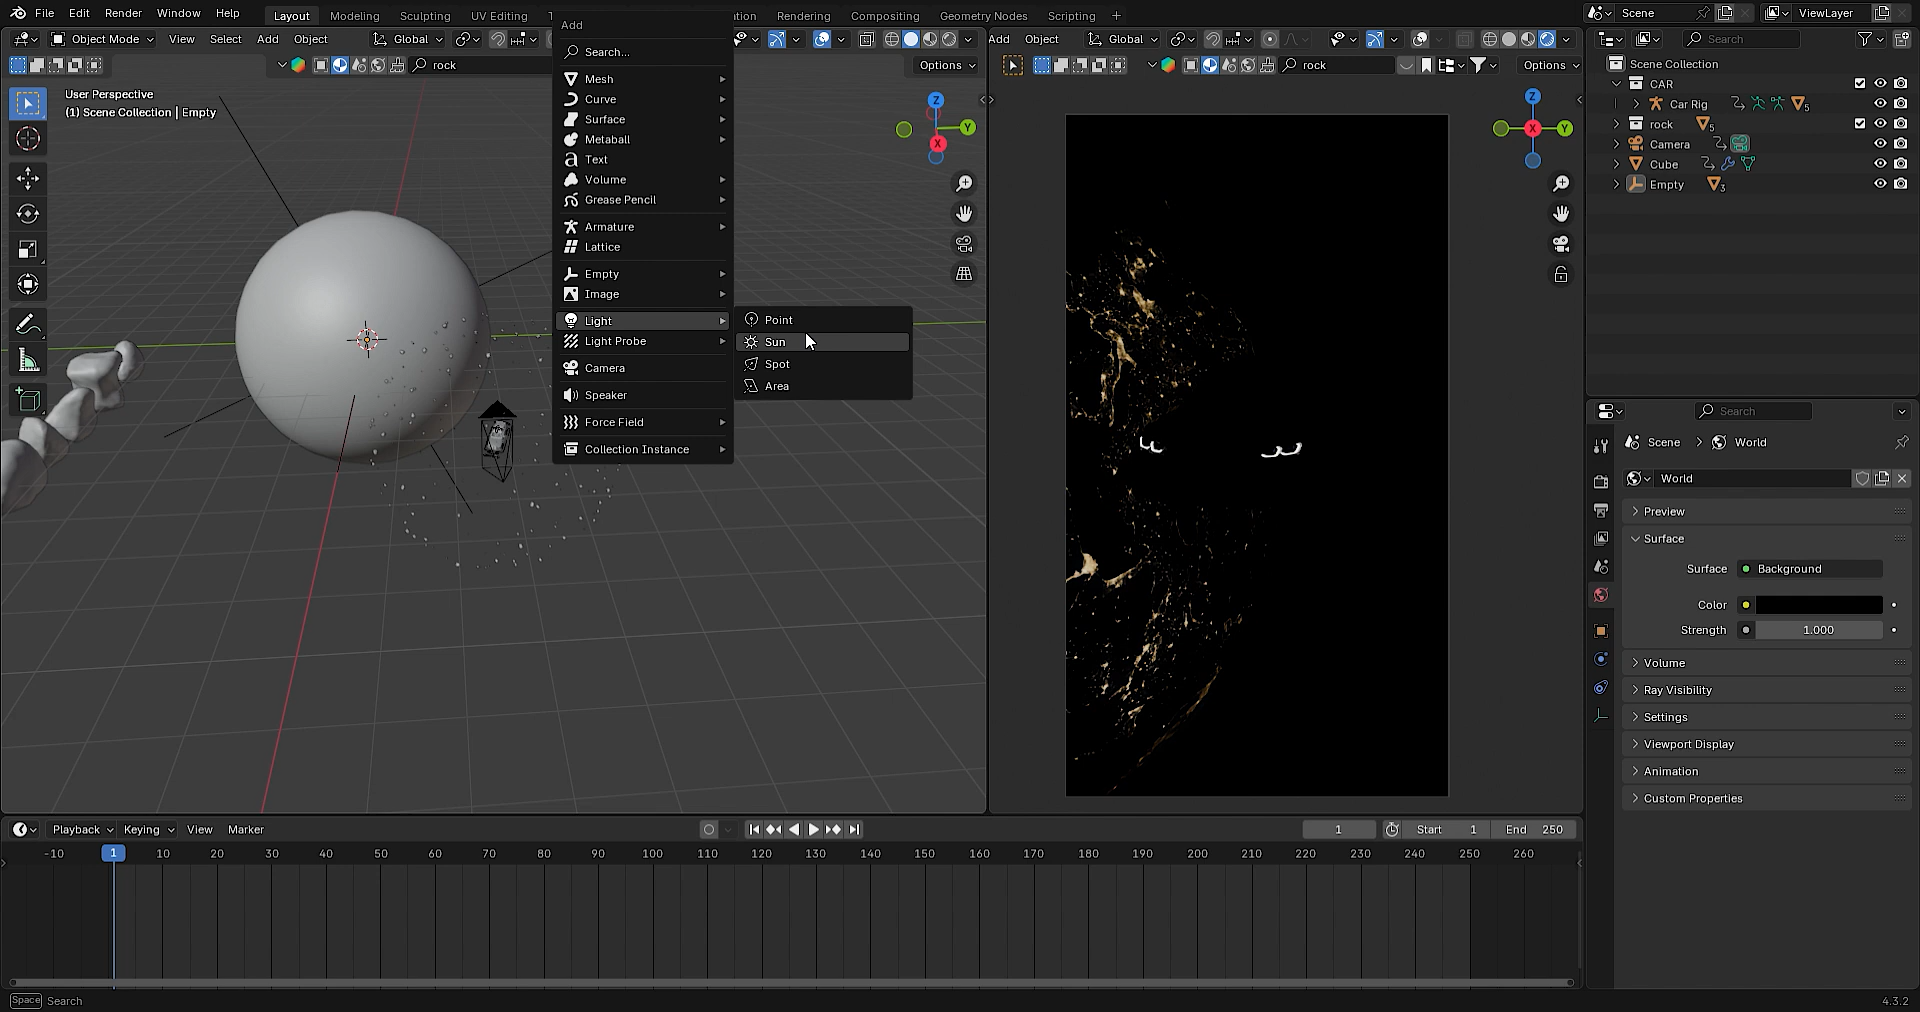 File Edit Render Window Help Layout Modeling Sculpting UV Editing Rendering Compositing Geometry Nodes Scripting + Scene ViewLayer
Object Mode View Select Add Object Global
rock
Options
User Perspective
(1) Scene Collection | Empty
Z
Y
X
Add
Search...
Mesh
Curve
Surface
Metaball
Text
Volume
Grease Pencil
Armature
Lattice
Empty
Image
Light
Light Probe
Camera
Speaker
Force Field
Collection Instance
Point
Sun
Spot
Area
Add Object Global
rock
Options
Z
X
Y
Search
Scene Collection
CAR
Car Rig 5
rock 5
Camera
Cube
Empty 3
Search
Scene > World
World
Preview
Surface
Surface Background
Color
Strength 1.000
Volume
Ray Visibility
Settings
Viewport Display
Animation
Custom Properties
Playback Keying View Marker 1 Start 1 End 250
-10 1 10 20 30 40 50 60 70 80 90 100 110 120 130 140 150 160 170 180 190 200 210 220 230 240 250 260
Space Search
4.3.2